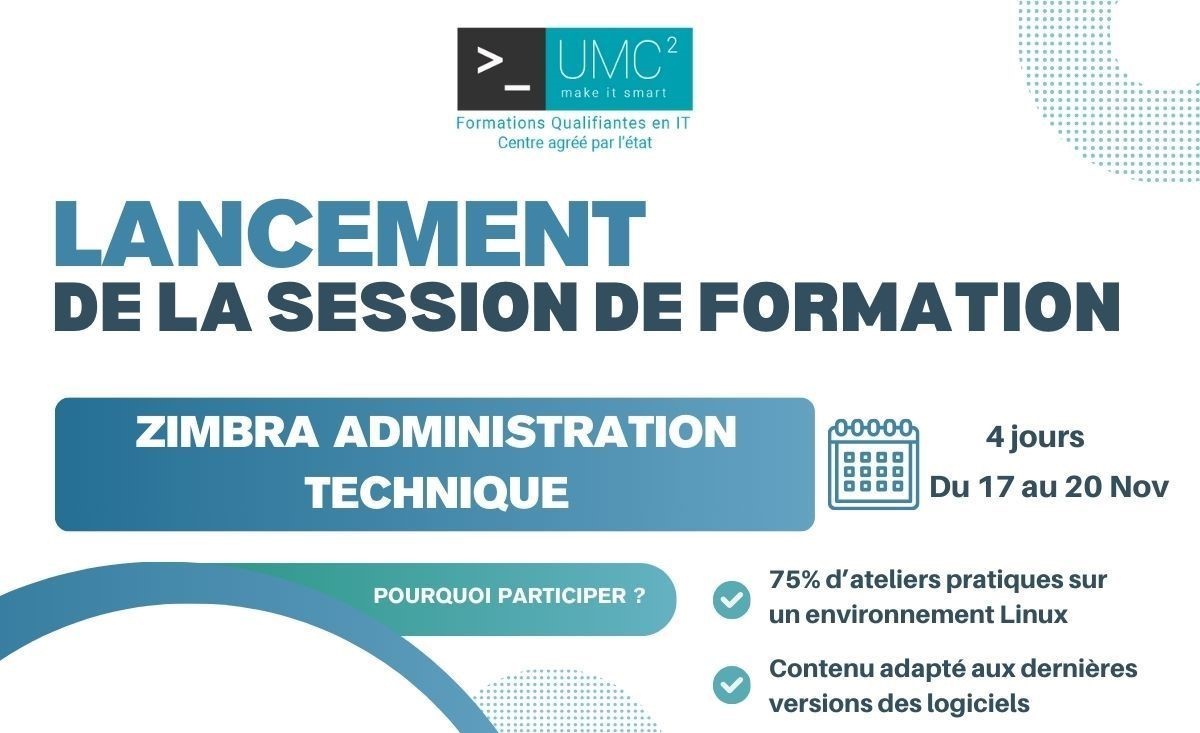 >_ UMC²
make it smart
Formations Qualifiantes en IT
Centre agréé par l'état
LANCEMENT
DE LA SESSION DE FORMATION
ZIMBRA ADMINISTRATION
TECHNIQUE
4 jours
Du 17 au 20 Nov
POURQUOI PARTICIPER ?
75% d'ateliers pratiques sur
un environnement Linux
Contenu adapté aux dernières
versions des logiciels